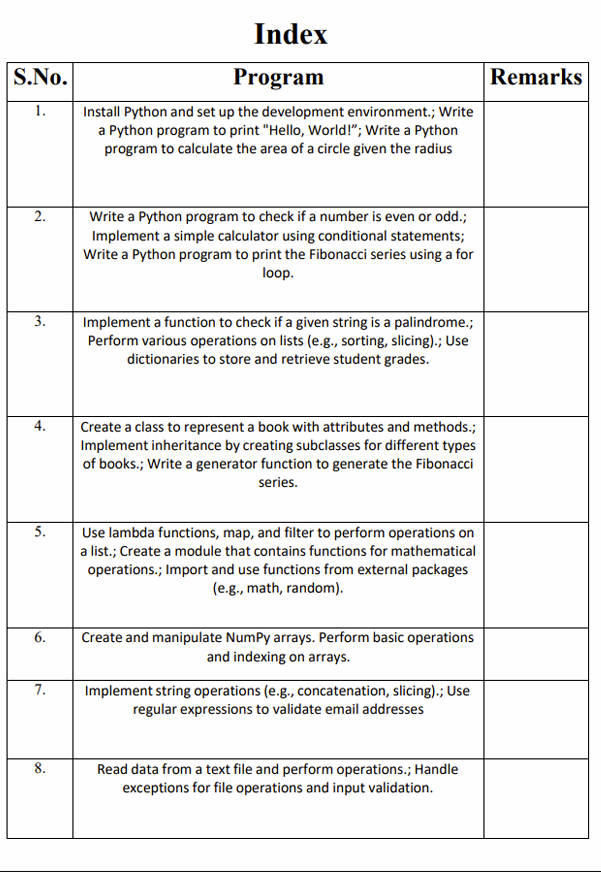 Index
S.No. Program Remarks
1. Install Python and set up the development environment.; Write
a Python program to print "Hello, World!”; Write a Python
program to calculate the area of a circle given the radius
2. Write a Python program to check if a number is even or odd.;
Implement a simple calculator using conditional statements;
Write a Python program to print the Fibonacci series using a for
loop.
3. Implement a function to check if a given string is a palindrome.;
Perform various operations on lists (e.g., sorting, slicing).; Use
dictionaries to store and retrieve student grades.
4. Create a class to represent a book with attributes and methods.;
Implement inheritance by creating subclasses for different types
of books.; Write a generator function to generate the Fibonacci
series.
5. Use lambda functions, map, and filter to perform operations on
a list.; Create a module that contains functions for mathematical
operations.; Import and use functions from external packages
(e.g., math, random).
6. Create and manipulate NumPy arrays. Perform basic operations
and indexing on arrays.
7. Implement string operations (e.g., concatenation, slicing).; Use
regular expressions to validate email addresses
8. Read data from a text file and perform operations.; Handle
exceptions for file operations and input validation.